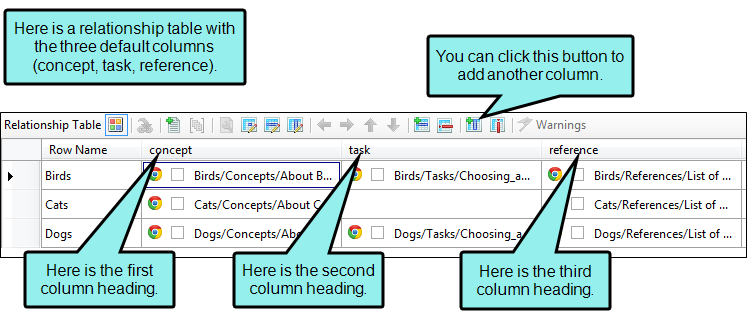 Here is a relationship table with
the three default columns
(concept, task, reference).
You can click this button to
add another column.
Relationship Table
Warnings
Row Name concept task reference
Birds Birds/Concepts/About B... Birds/Tasks/Choosing_a... Birds/References/List of ...
Cats Cats/Concepts/About C Cats/References/List of ...
Dogs Dogs/Concepts/Abo Dogs/Tasks/Choosing_a Dogs/References/List of ...
Here is the first
column heading.
Here is the second
column heading.
Here is the third
column heading.